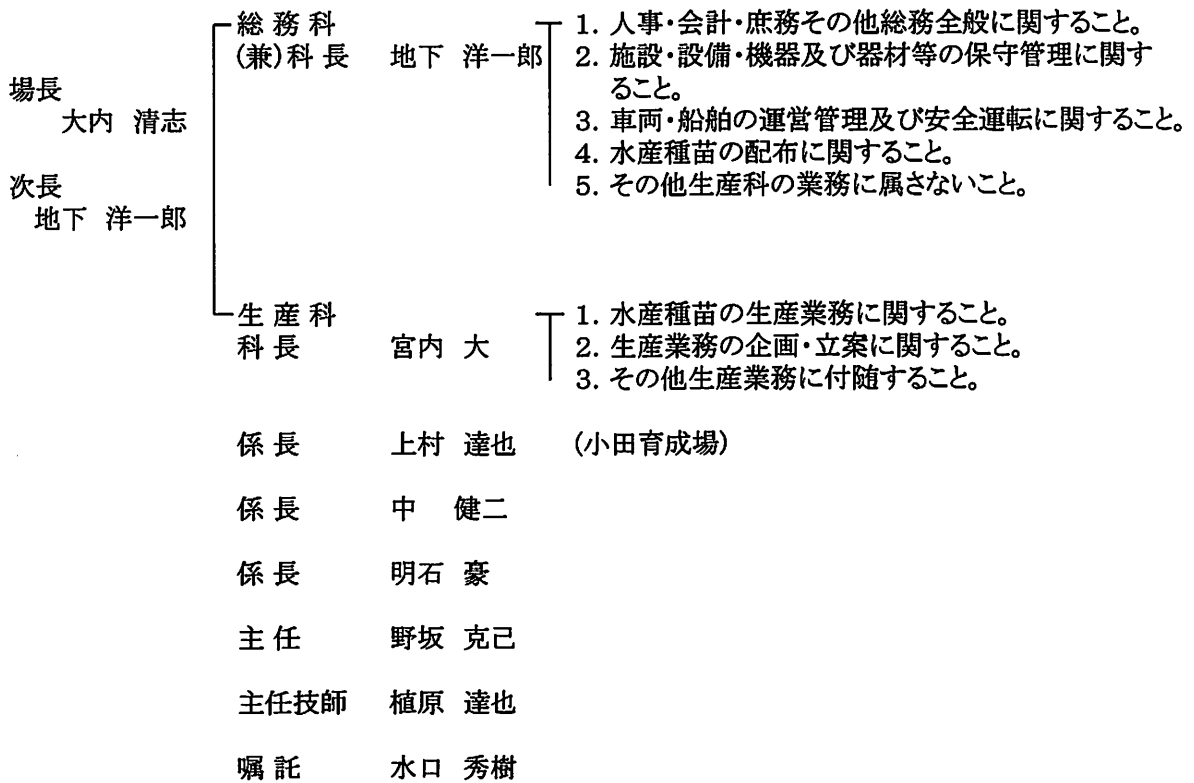 場長
大内 清志
次長
地下 洋一郎
総務科
(兼)科長 地下 洋一郎
1. 人事・会計・庶務その他総務全般に関すること。
2. 施設・設備・機器及び器材等の保守管理に関す
ること。
3. 車両・船舶の運営管理及び安全運転に関すること。
4. 水産種苗の配布に関すること。
5. その他生産科の業務に属さないこと。
生産科
科長 宮内 大
1. 水産種苗の生産業務に関すること。
2. 生産業務の企画・立案に関すること。
3. その他生産業務に付随すること。
係長 上村 達也 (小田育成場)
係長 中 健二
係長 明石 豪
主任 野坂 克己
主任技師 植原 達也
嘱託 水口 秀樹